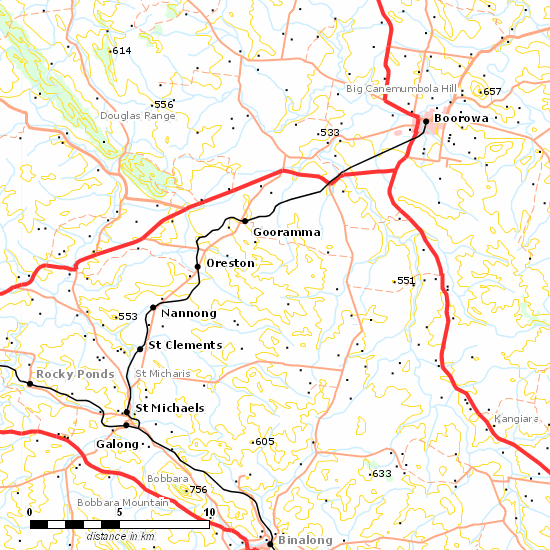 614
Big Canemumbola Hill
657
556
Douglas Range
Boorowa
533
Gooramma
Oreston
551
553
Nannong
St Clements
Rocky Ponds
St Micharis
St Michaels
Kangiara
Galong
605
Bobbara
633
756
Bobbara Mountain
0 5 10
distance in km
Binalong